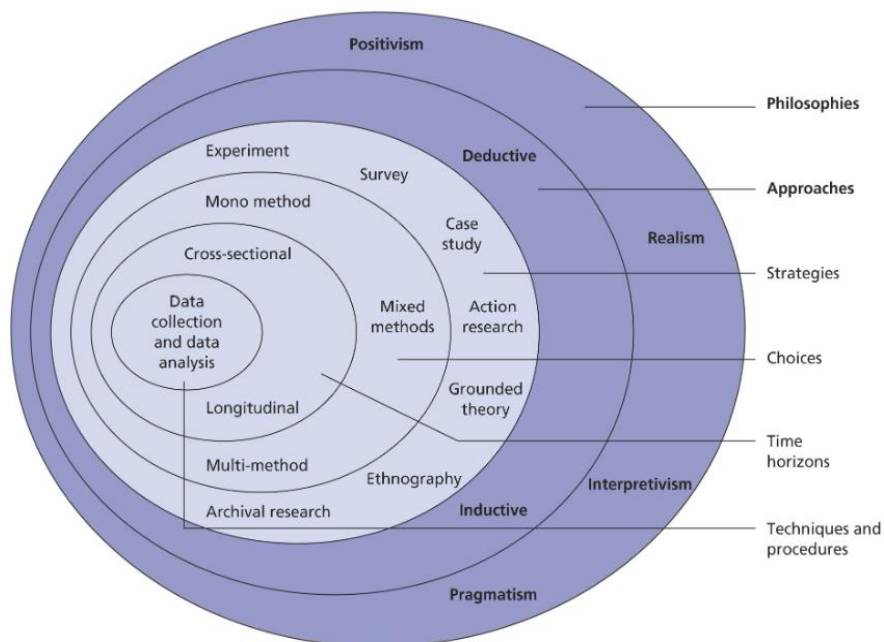 Positivism
Philosophies
Experiment
Deductive
Survey
Approaches
Mono method
Case
study
Realism
Cross-sectional
Strategies
Data
collection
and data
analysis
Mixed
methods
Action
research
Choices
Grounded
theory
Longitudinal
Time
horizons
Multi-method
Ethnography
Interpretivism
Archival research
Inductive
Techniques and
procedures
Pragmatism